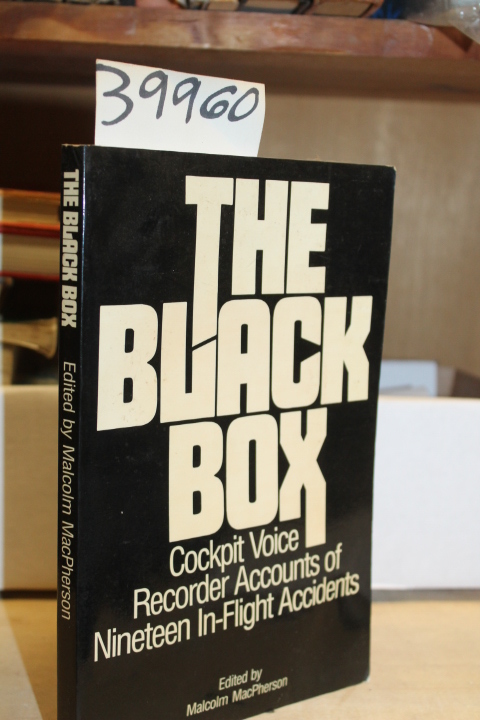 39960
THE BLACK BOX
Edited by Malcolm MacPherson
THE
BLACK
BOX
Cockpit Voice
Recorder Accounts of
Nineteen In-Flight Accidents
Edited by
Malcolm MacPherson